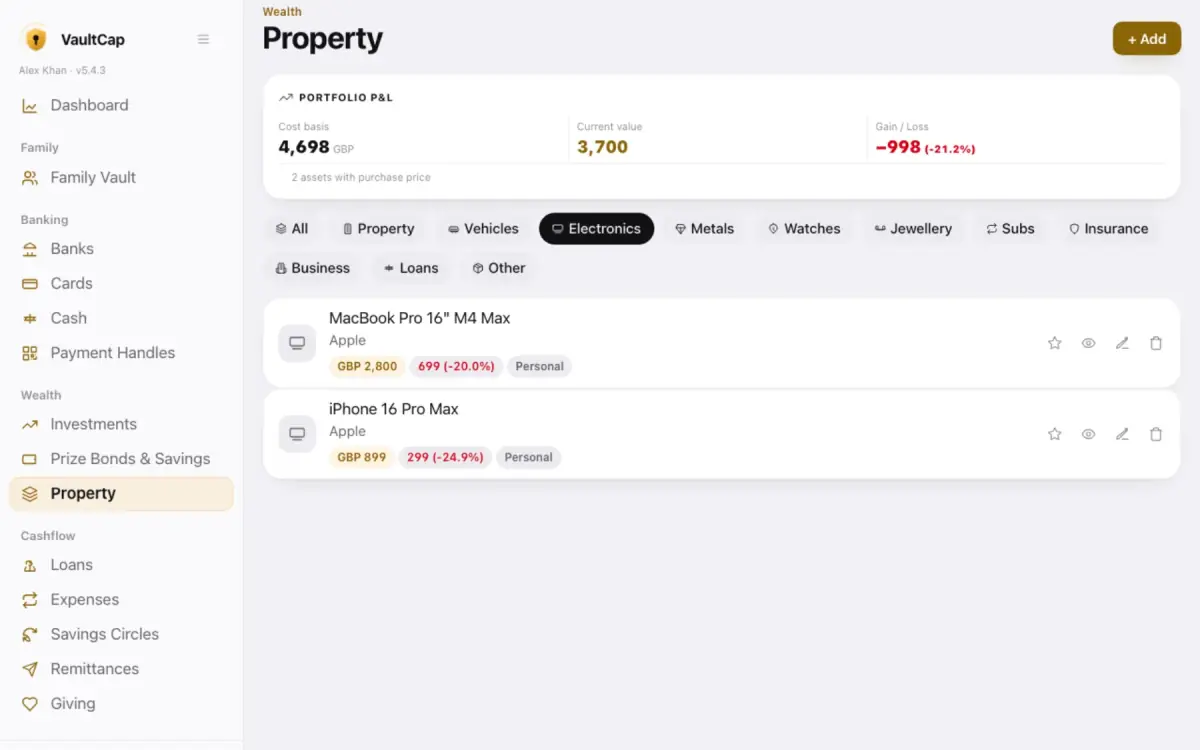 VaultCap
Alex Khan · v5.4.3
Dashboard
Family
Family Vault
Banking
Banks
Cards
Cash
Payment Handles
Wealth
Investments
Prize Bonds & Savings
Property
Cashflow
Loans
Expenses
Savings Circles
Remittances
Giving
Wealth
Property
+ Add
PORTFOLIO P&L
Cost basis
4,698 GBP
Current value
3,700
Gain / Loss
−998 (-21.2%)
2 assets with purchase price
All Property Vehicles Electronics Metals Watches Jewellery Subs Insurance
Business Loans Other
MacBook Pro 16" M4 Max
Apple
GBP 2,800 699 (-20.0%) Personal
iPhone 16 Pro Max
Apple
GBP 899 299 (-24.9%) Personal